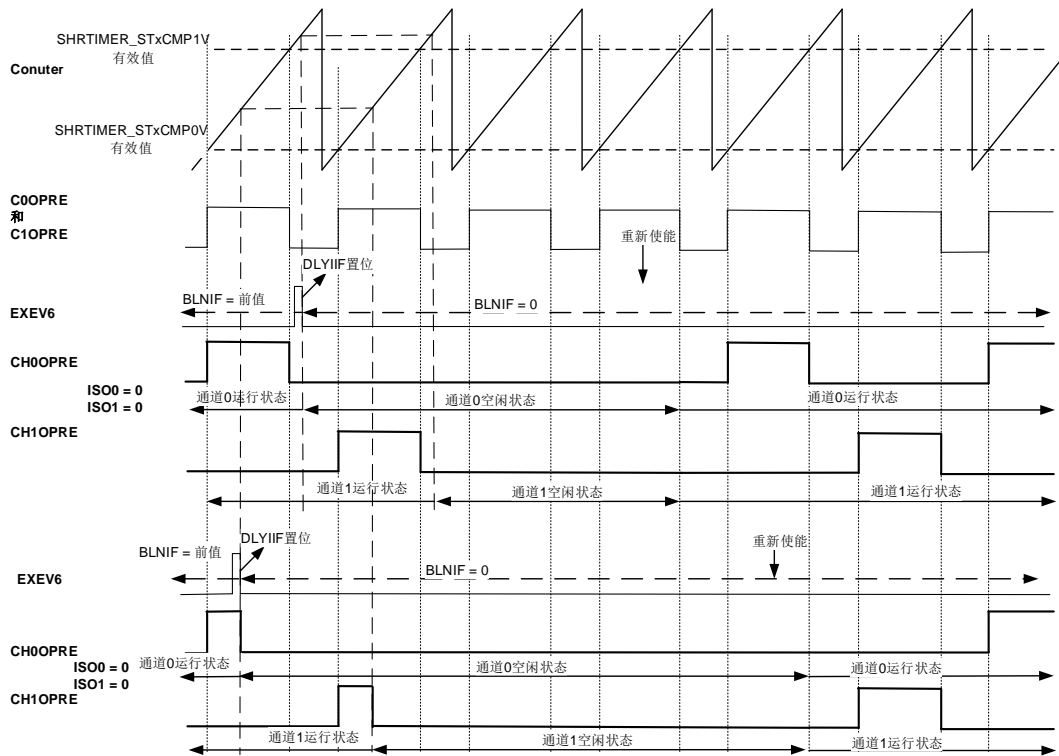 SHRTIMER_STxCMP1V
有效值
Conuter
SHRTIMER_STxCMP0V
有效值
C0OPRE
和
C1OPRE
重新使能
DLYIIF置位
BLNIF = 前值
BLNIF = 0
EXEV6
CH0OPRE
ISO0 = 0
ISO1 = 0
通道0运行状态
通道0空闲状态
通道0运行状态
CH1OPRE
通道1运行状态
通道1空闲状态
通道1运行状态
DLYIIF置位
重新使能
BLNIF = 前值
BLNIF = 0
EXEV6
CH0OPRE
ISO0 = 0
ISO1 = 0
通道0运行状态
通道0空闲状态
通道0运行状态
CH1OPRE
通道1运行状态
通道1空闲状态
通道1运行状态